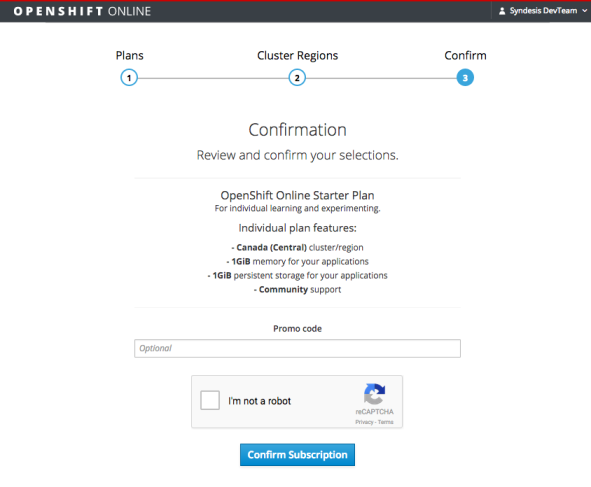 OPENSHIFT ONLINE
Syndesis DevTeam
Plans
Cluster Regions
Confirm
1
2
3
Confirmation
Review and confirm your selections.
OpenShift Online Starter Plan
For individual learning and experimenting.
Individual plan features:
- Canada (Central) cluster/region
- 1GiB memory for your applications
- 1GiB persistent storage for your applications
- Community support
Promo code
Optional
I'm not a robot
reCAPTCHA
Privacy - Terms
Confirm Subscription